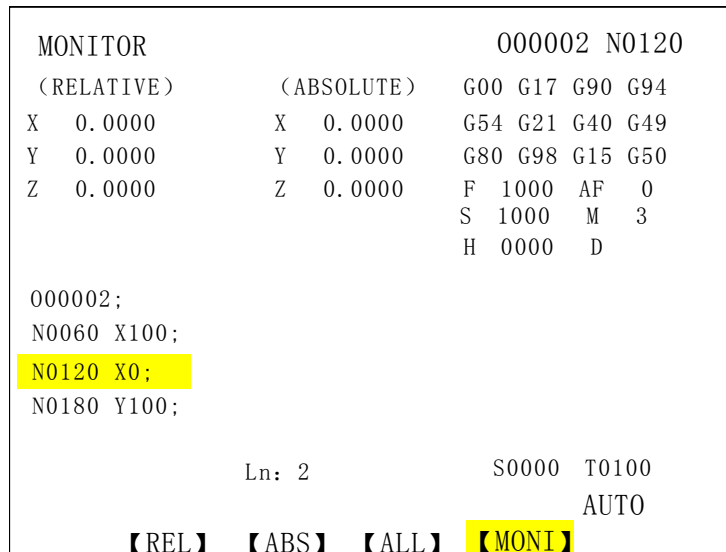 MONITOR O00002 N0120
(RELATIVE) (ABSOLUTE) G00 G17 G90 G94
X 0.0000 X 0.0000 G54 G21 G40 G49
Y 0.0000 Y 0.0000 G80 G98 G15 G50
Z 0.0000 Z 0.0000 F 1000 AF 0
S 1000 M 3
H 0000 D
O00002;
N0060 X100;
N0120 X0;
N0180 Y100;
Ln: 2 S0000 T0100
AUTO
【REL】 【ABS】 【ALL】 【MONI】